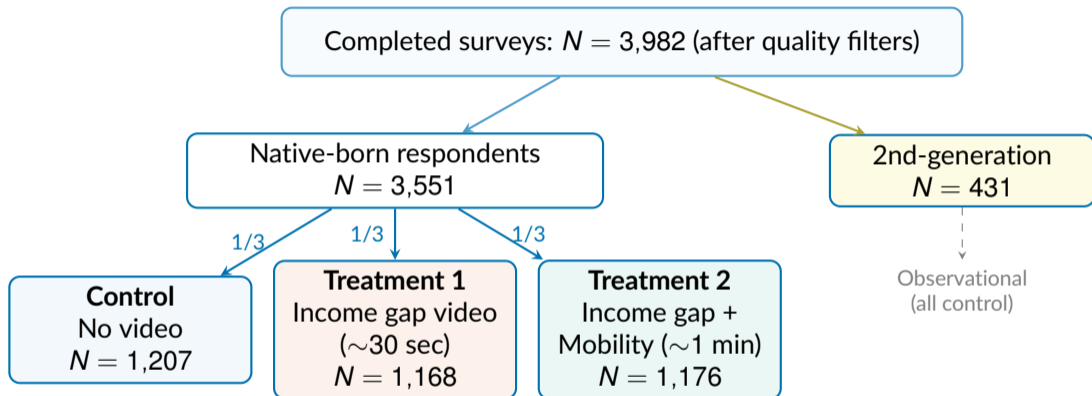 Completed surveys: N = 3,982 (after quality filters)
Native-born respondents
N = 3,551
2nd-generation
N = 431
1/3
1/3
1/3
Control
No video
N = 1,207
Treatment 1
Income gap video
(∼30 sec)
N = 1,168
Treatment 2
Income gap +
Mobility (∼1 min)
N = 1,176
Observational
(all control)